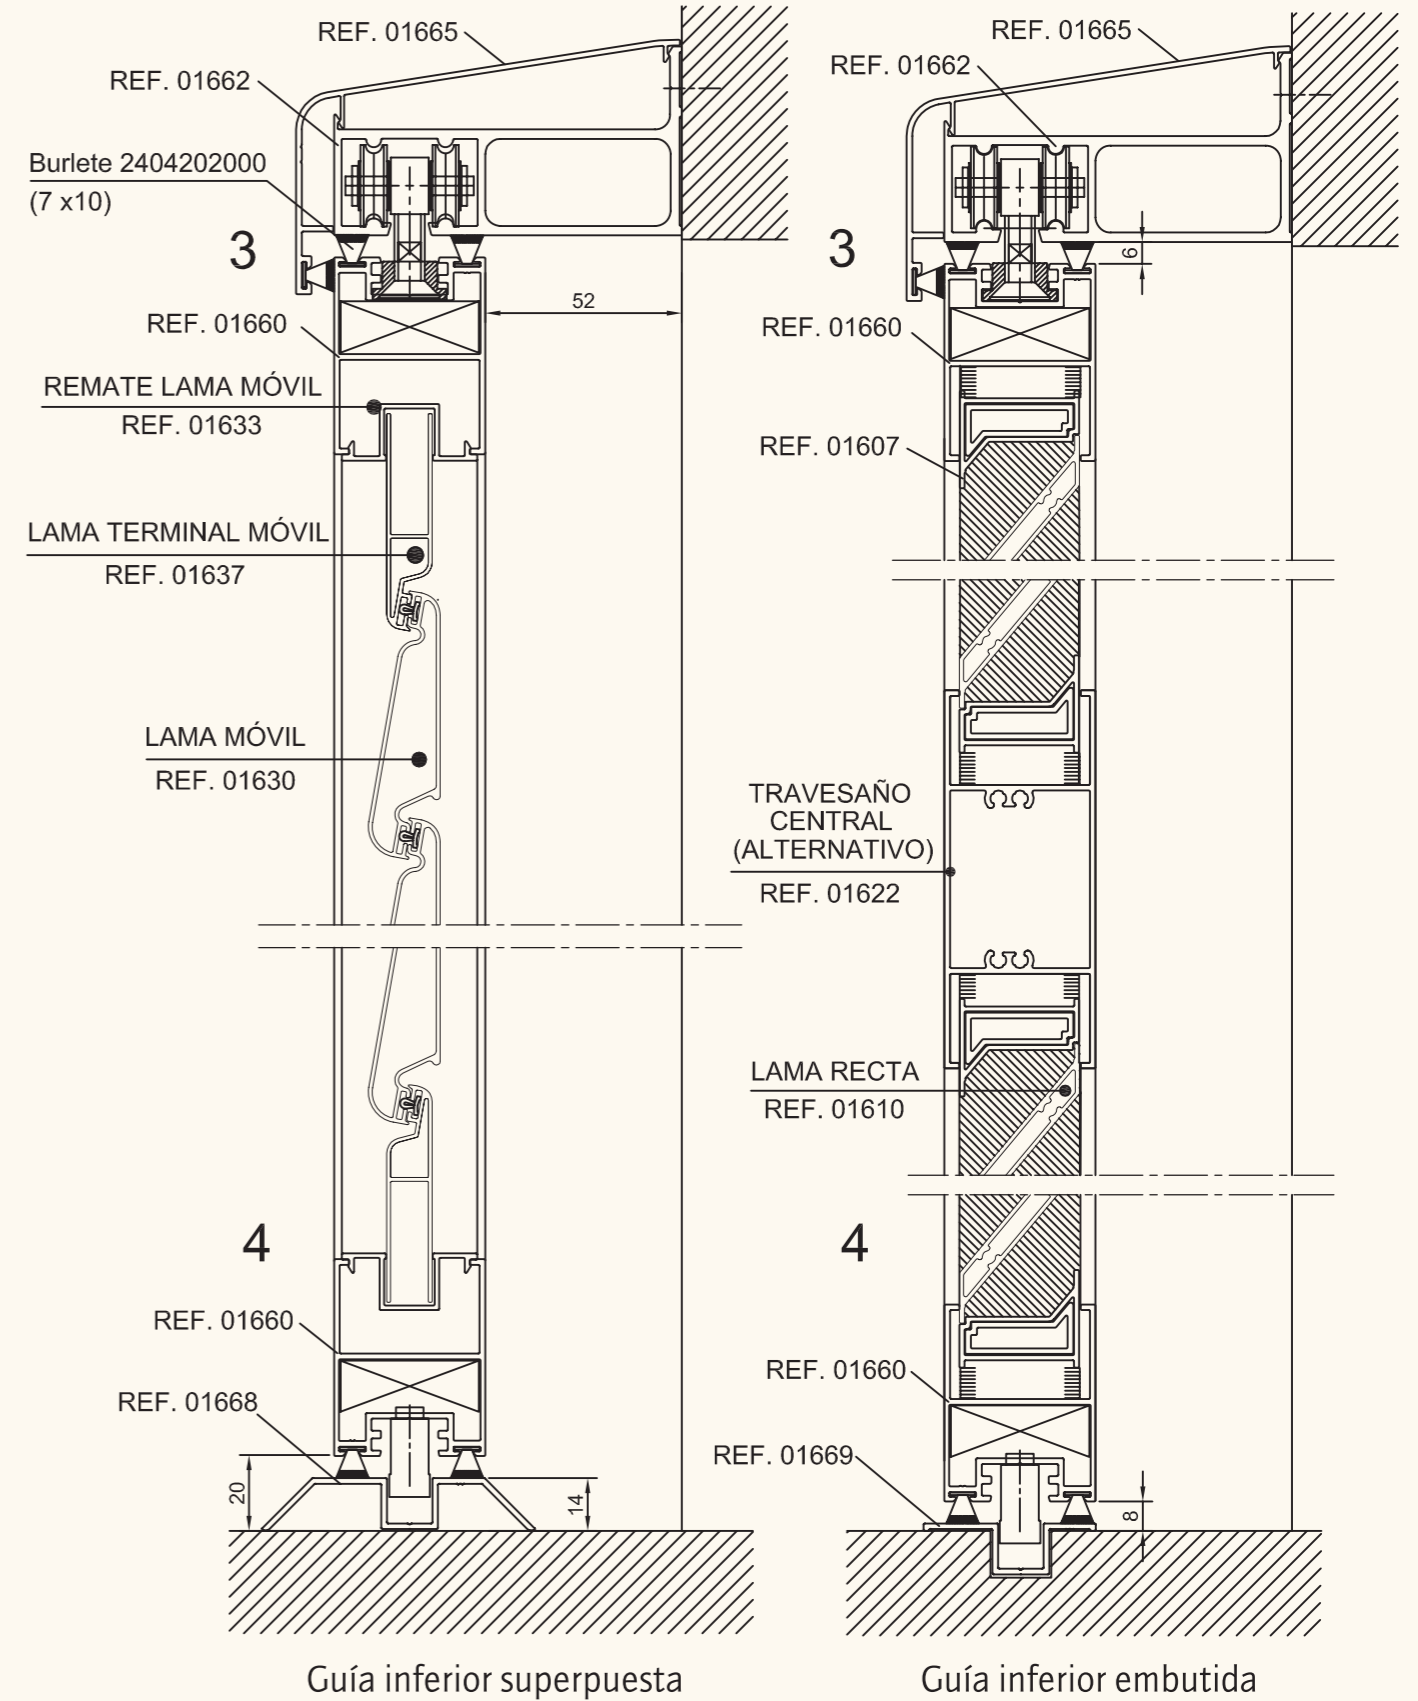 REF. 01665
REF. 01662
Burlete 2404202000
(7 x10)
3
52
REF. 01660
REMATE LAMA MÓVIL
REF. 01633
LAMA TERMINAL MÓVIL
REF. 01637
LAMA MÓVIL
REF. 01630
4
REF. 01660
REF. 01668
20
14
Guía inferior superpuesta
REF. 01665
REF. 01662
3
6
REF. 01660
REF. 01607
TRAVESAÑO
CENTRAL
(ALTERNATIVO)
REF. 01622
LAMA RECTA
REF. 01610
4
REF. 01660
REF. 01669
8
Guía inferior embutida